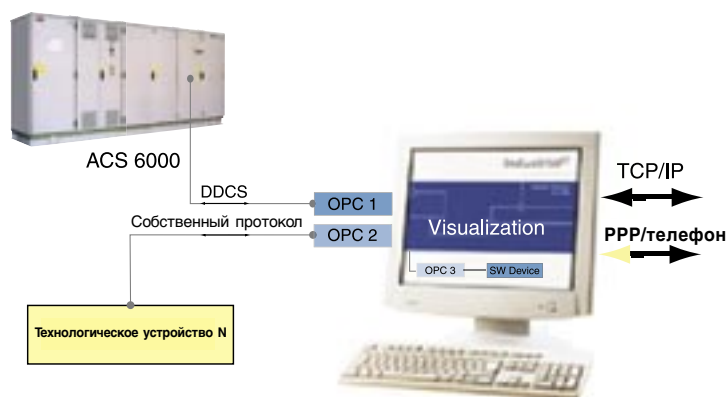 ACS 6000
DDCS
OPC 1
Собственный протокол
OPC 2
Технологическое устройство N
Industrial
Visualization
OPC 3
SW Device
TCP/IP
PPP/телефон